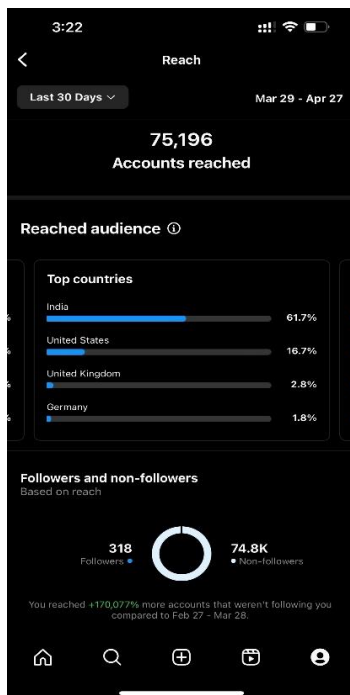 3:22
Reach
Last 30 Days
Mar 29 - Apr 27
75,196
Accounts reached
Reached audience
Top countries
India
61.7%
United States
16.7%
United Kingdom
2.8%
Germany
1.8%
Followers and non-followers
Based on reach
318
Followers
74.8K
Non-followers
You reached +170,077% more accounts that weren't following you
compared to Feb 27 - Mar 28.